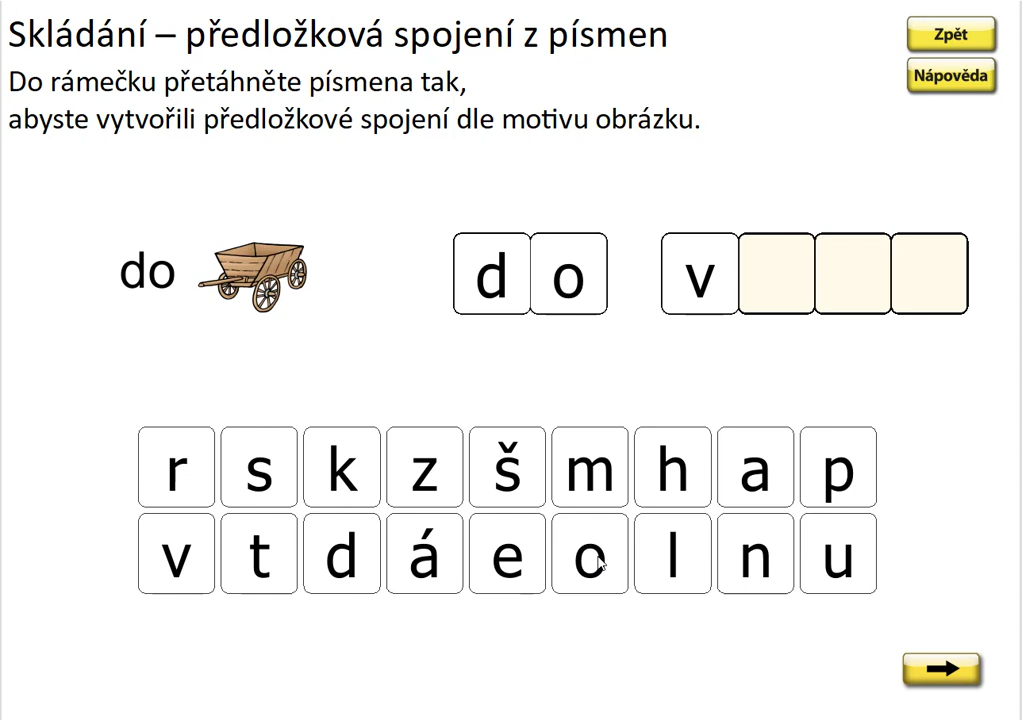 Skládání – předložková spojení z písmen
Zpět
Do rámečku přetáhněte písmena tak,
Nápověda
abyste vytvořili předložkové spojení dle motivu obrázku.
do
d o v
r s k z š m h a p
v t d á e o l n u